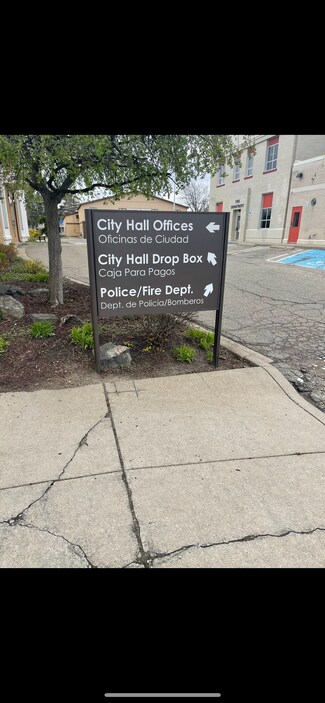 City Hall Offices
Oficinas de Ciudad
City Hall Drop Box
Caja Para Pagos
Police/Fire Dept.
Dept. de Policia/Bomberos